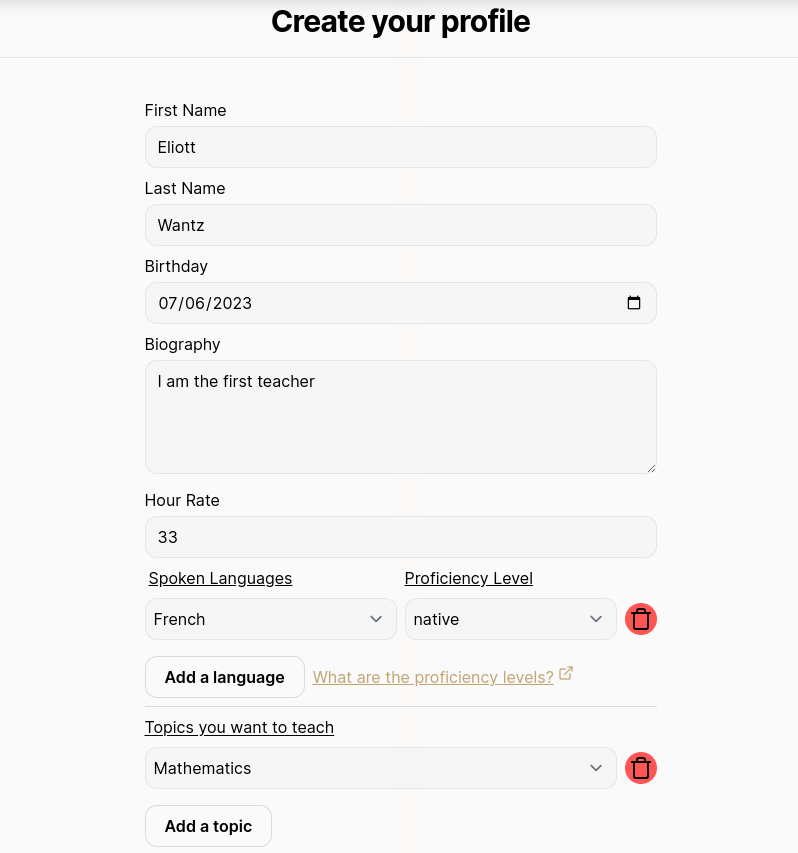 Create your profile
First Name
Eliott
Last Name
Wantz
Birthday
07/06/2023
Biography
I am the first teacher
Hour Rate
33
Spoken Languages Proficiency Level
French native
Add a language What are the proficiency levels?
Topics you want to teach
Mathematics
Add a topic